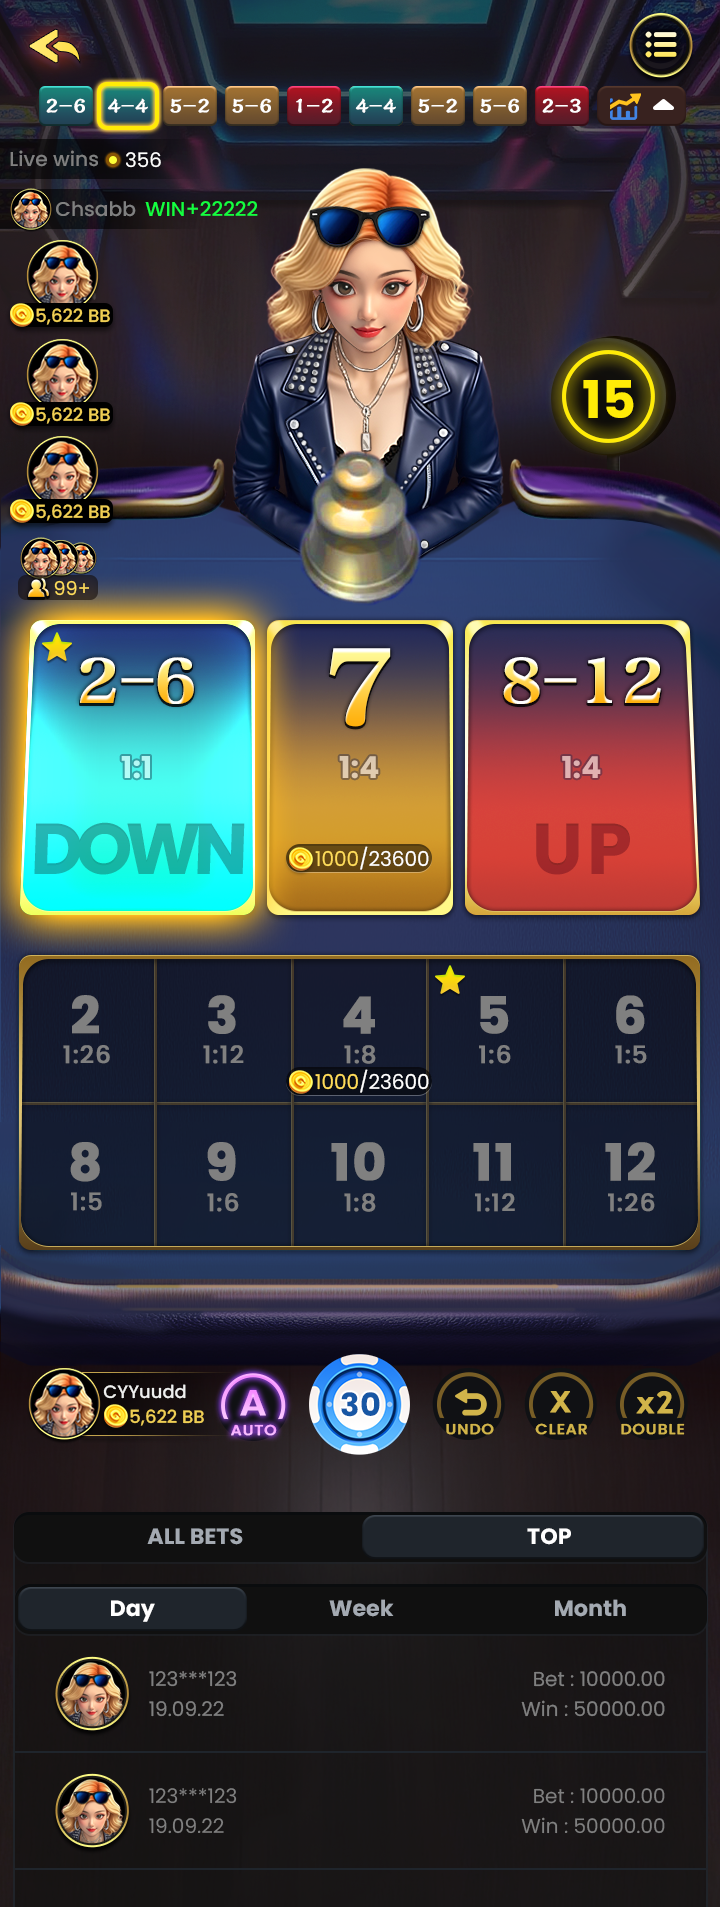 2-6 4-4 5-2 5-6 1-2 4-4 5-2 5-6 2-3
Live wins 356
Chsabb WIN+22222
5,622 BB
5,622 BB
15
5,622 BB
99+
2-6 7 8-12
1:1 1:4 1:4
DOWN 1000/23600 UP
2 3 4 5 6
1:26 1:12 1:8 1:6 1:5
1000/23600
8 9 10 11 12
1:5 1:6 1:8 1:12 1:26
CYYuudd
5,622 BB
A
AUTO
30
UNDO
X
CLEAR
x2
DOUBLE
ALL BETS TOP
Day Week Month
123***123 Bet : 10000.00
19.09.22 Win : 50000.00
123***123 Bet : 10000.00
19.09.22 Win : 50000.00